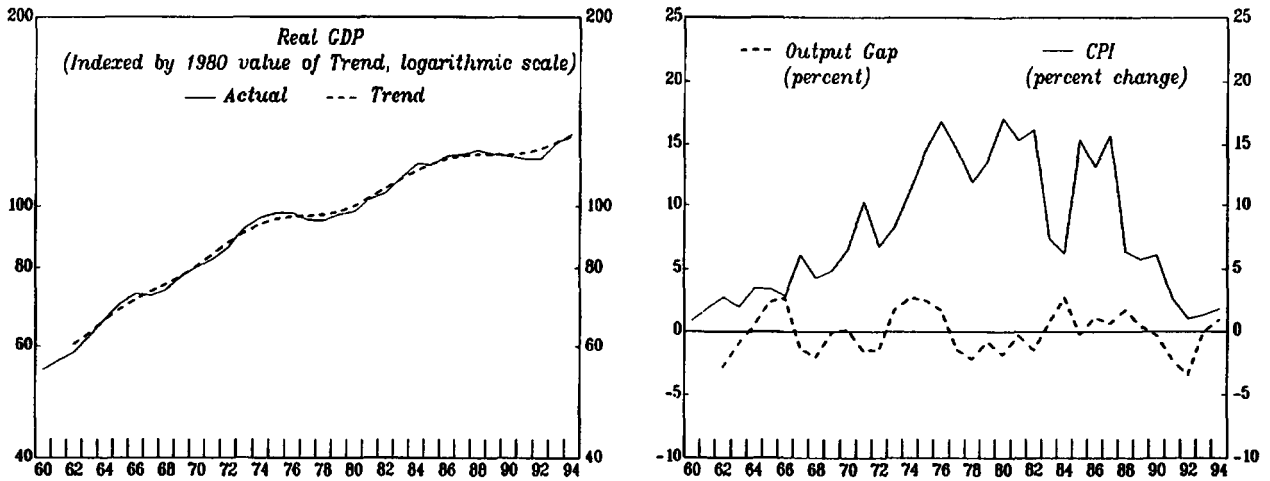 Real GDP
(Indexed by 1980 value of Trend, logarithmic scale)
Actual Trend
200 200
100 100
80 80
60 60
40 40
60 62 64 66 68 70 72 74 76 78 80 82 84 86 88 90 92 94
Output Gap CPI
(percent) (percent change)
25 25
20 20
15 15
10 10
5 5
0 0
-5 -5
-10 -10
60 62 64 66 68 70 72 74 76 78 80 82 84 86 88 90 92 94